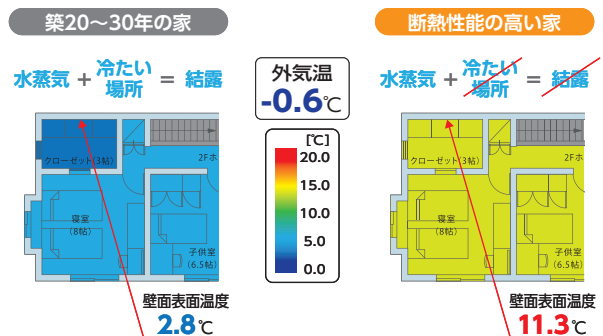 築20〜30年の家
水蒸気＋冷たい場所＝結露
クローゼット(3帖)
2Fホ
寝室
(8帖)
子供室
(6.5帖)
壁面表面温度
2.8℃
外気温
-0.6℃
[℃]
20.0
15.0
10.0
5.0
0.0
断熱性能の高い家
水蒸気＋冷たい場所＝結露
クローゼット(3帖)
2Fホ
寝室
(8帖)
子供室
(6.5帖)
壁面表面温度
11.3℃